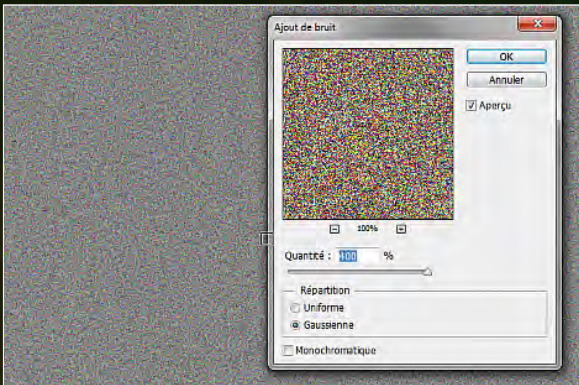 Ajout de bruit
OK
Annuler
Aperçu
100%
Quantité : 400 %
Répartition
Uniforme
Gaussienne
Monochromatique